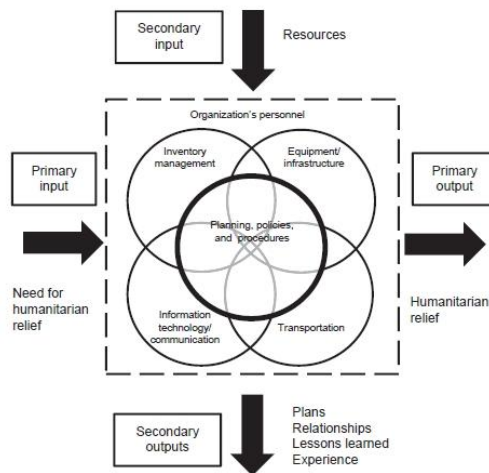 Secondary
input
Resources
Organization's personnel
Inventory
management
Equipment/
infrastructure
Primary
input
Primary
output
Planning, policies,
and procedures
Need for
humanitarian
relief
Humanitarian
relief
Information
technology/
communication
Transportation
Secondary
outputs
Plans
Relationships
Lessons learned
Experience